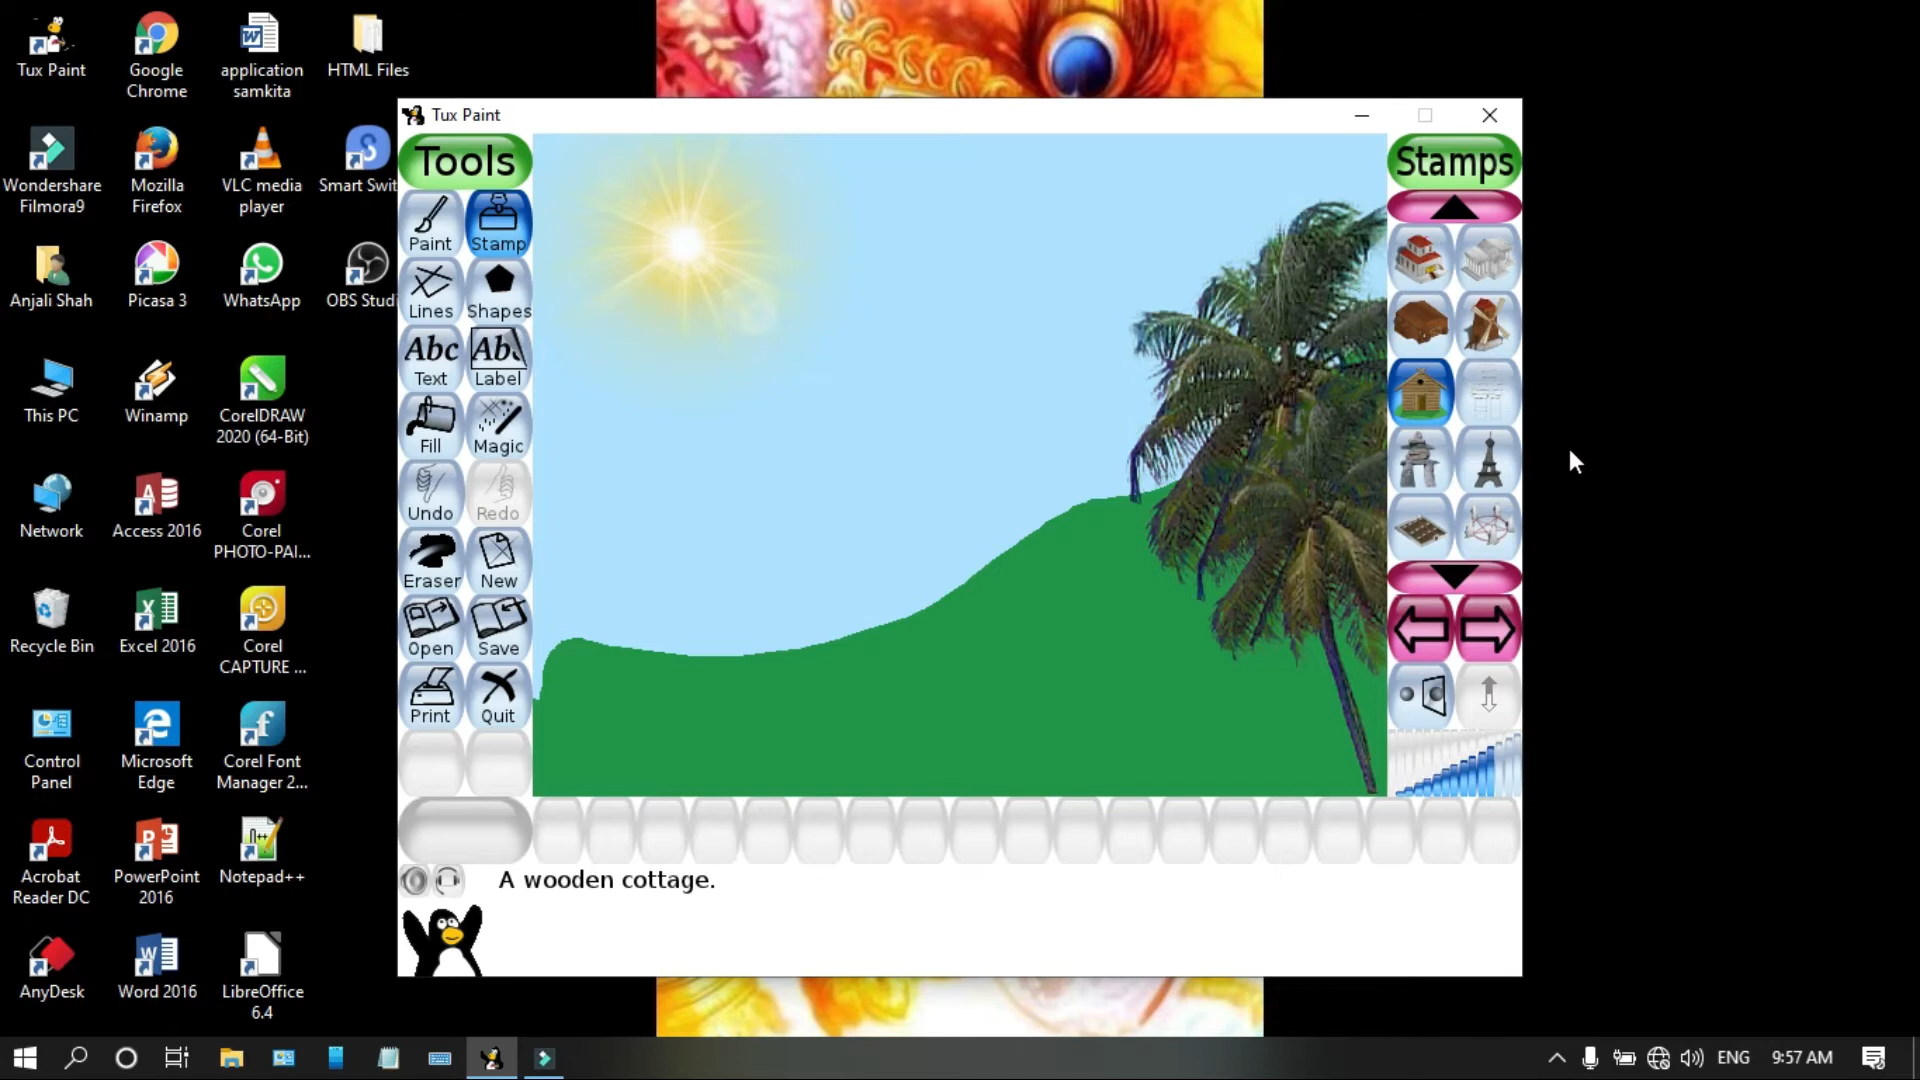 Tux Paint
Google
Chrome
application
samkita
HTML Files
Wondershare
Filmora9
Mozilla
Firefox
VLC media
player
Smart Swit
Anjali Shah
Picasa 3
WhatsApp
OBS Studi
This PC
Winamp
CorelDRAW
2020 (64-Bit)
Network
Access 2016
Corel
PHOTO-PAI...
Recycle Bin
Excel 2016
Corel
CAPTURE ...
Control
Panel
Microsoft
Edge
Corel Font
Manager 2...
Acrobat
Reader DC
PowerPoint
2016
Notepad++
AnyDesk
Word 2016
LibreOffice
6.4
Tux Paint
Tools
Stamps
Paint
Stamp
Lines
Shapes
Abc
Text
Abc
Label
Fill
Magic
Undo
Redo
Eraser
New
Open
Save
Print
Quit
A wooden cottage.
ENG
9:57 AM